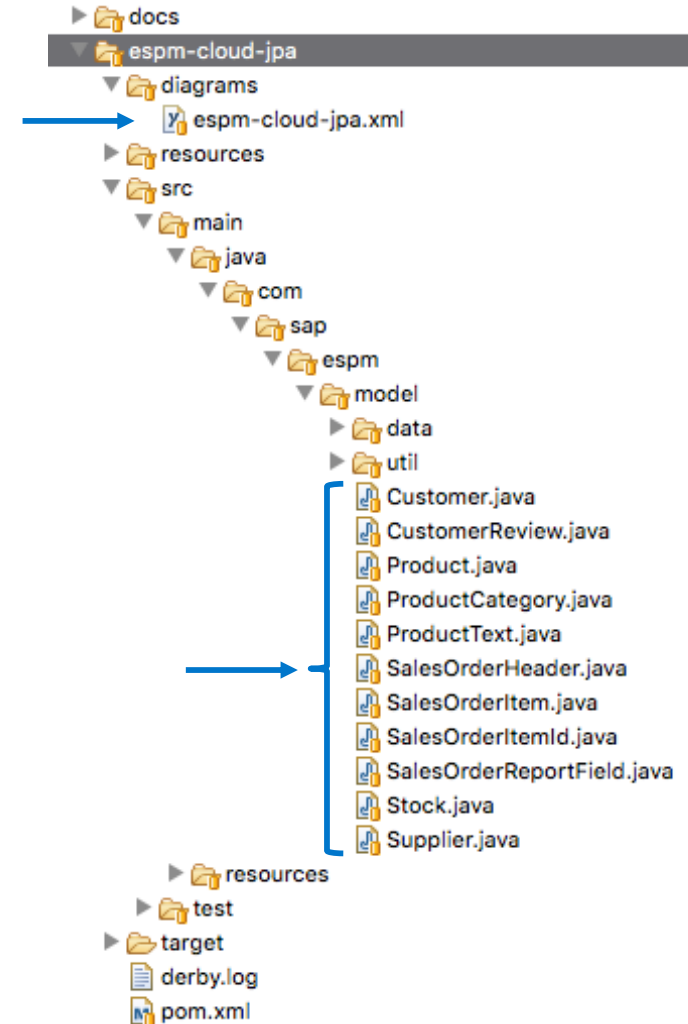 docs
espm-cloud-jpa
diagrams
espm-cloud-jpa.xml
resources
src
main
java
com
sap
espm
model
data
util
Customer.java
CustomerReview.java
Product.java
ProductCategory.java
ProductText.java
SalesOrderHeader.java
SalesOrderItem.java
SalesOrderItemId.java
SalesOrderReportField.java
Stock.java
Supplier.java
resources
test
target
derby.log
pom.xml